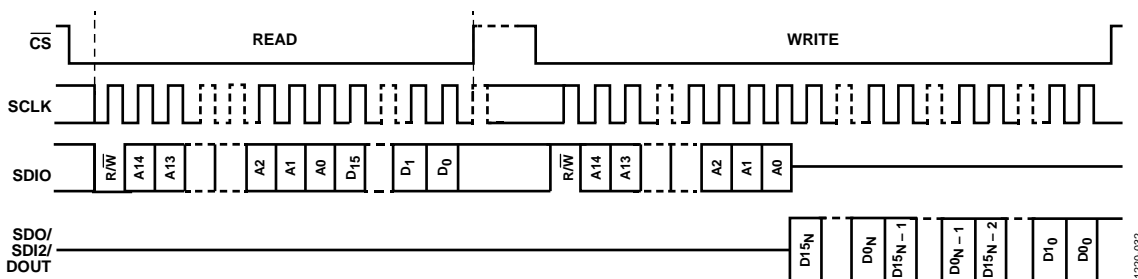 CS READ WRITE
SCLK
SDIO R/W A14 A13 A2 A1 A0 D15 D1 D0 R/W A14 A13 A2 A1 A0
SDO/
SDI2/
DOUT D15N D0N D15N – 1 D0N – 1 D15N – 2 D10 D00